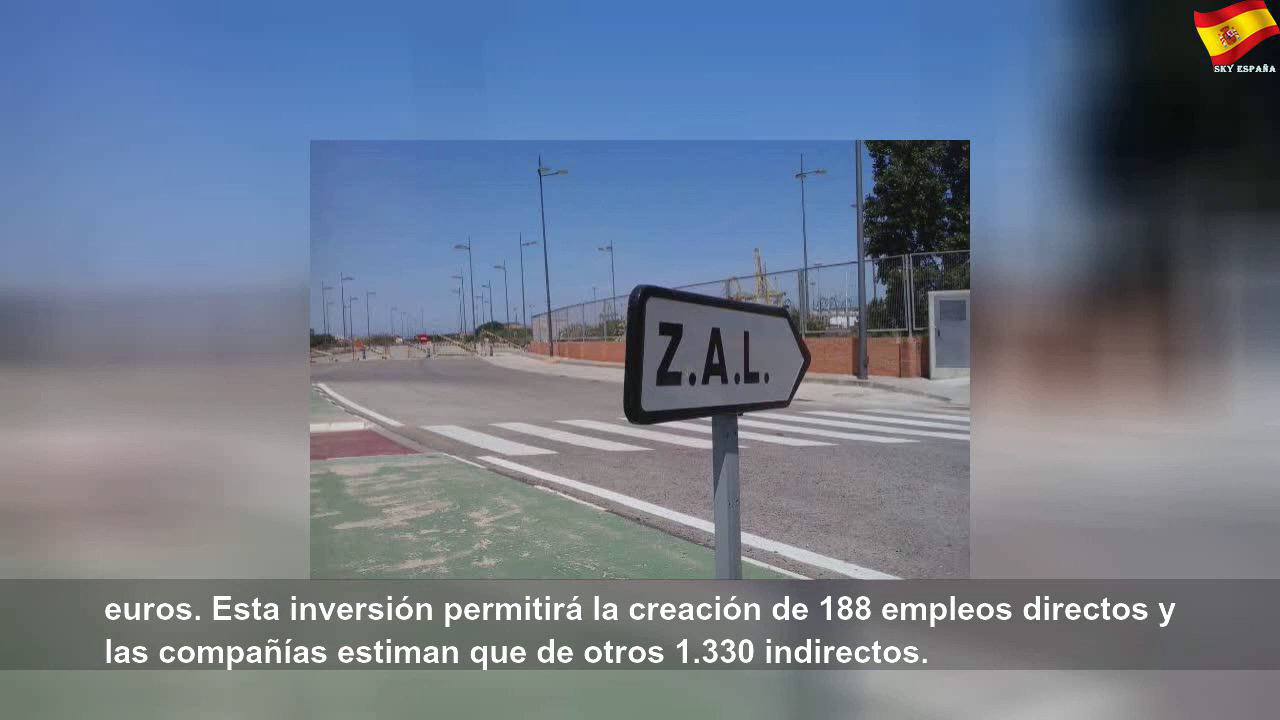 SKY ESPAÑA
Z.A.L.
euros. Esta inversión permitirá la creación de 188 empleos directos y
las compañías estiman que de otros 1.330 indirectos.